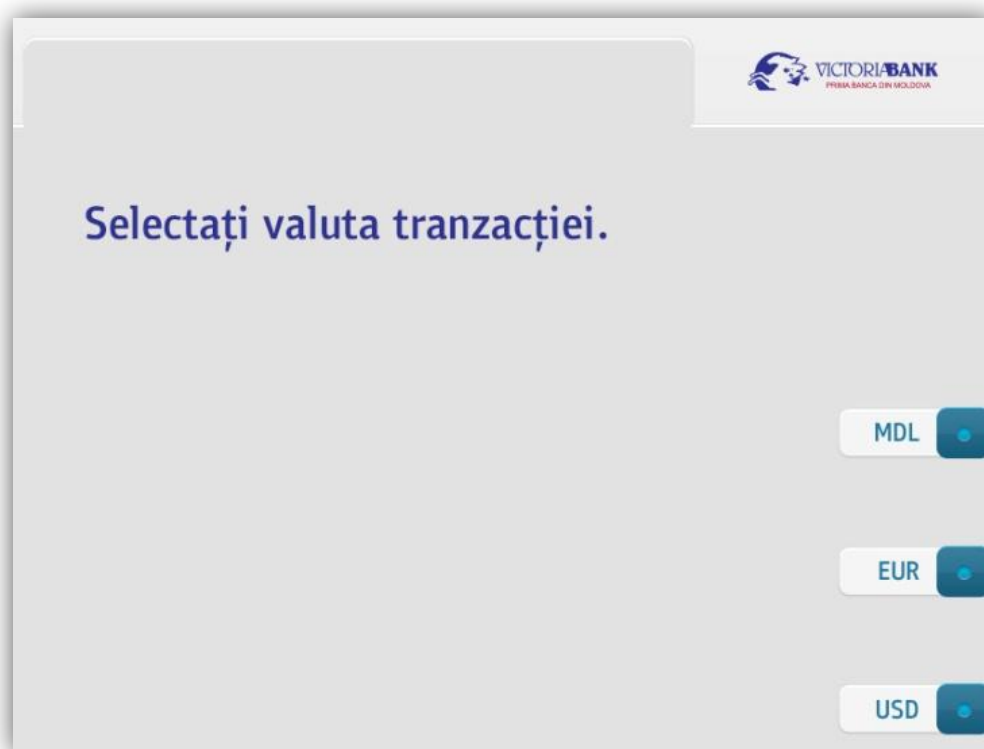 VICTORIABANK
PRIMA BANCA DIN MOLDOVA
Selectați valuta tranzacției.
MDL
EUR
USD